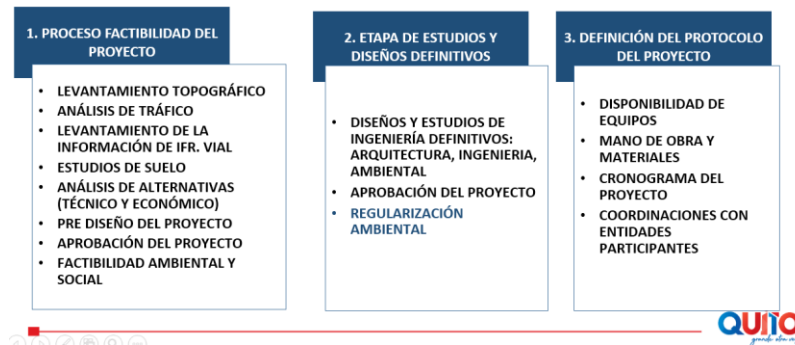 1. PROCESO FACTIBILIDAD DEL
PROYECTO
• LEVANTAMIENTO TOPOGRÁFICO
• ANÁLISIS DE TRÁFICO
• LEVANTAMIENTO DE LA
INFORMACIÓN DE IFR. VIAL
• ESTUDIOS DE SUELO
• ANÁLISIS DE ALTERNATIVAS
(TÉCNICO Y ECONÓMICO)
• PRE DISEÑO DEL PROYECTO
• APROBACIÓN DEL PROYECTO
• FACTIBILIDAD AMBIENTAL Y
SOCIAL
2. ETAPA DE ESTUDIOS Y
DISEÑOS DEFINITIVOS
• DISEÑOS Y ESTUDIOS DE
INGENIERÍA DEFINITIVOS:
ARQUITECTURA, INGENIERIA,
AMBIENTAL
• APROBACIÓN DEL PROYECTO
• REGULARIZACIÓN
AMBIENTAL
3. DEFINICIÓN DEL PROTOCOLO
DEL PROYECTO
• DISPONIBILIDAD DE
EQUIPOS
• MANO DE OBRA Y
MATERIALES
• CRONOGRAMA DEL
PROYECTO
• COORDINACIONES CON
ENTIDADES
PARTICIPANTES
QUITO
grande otra